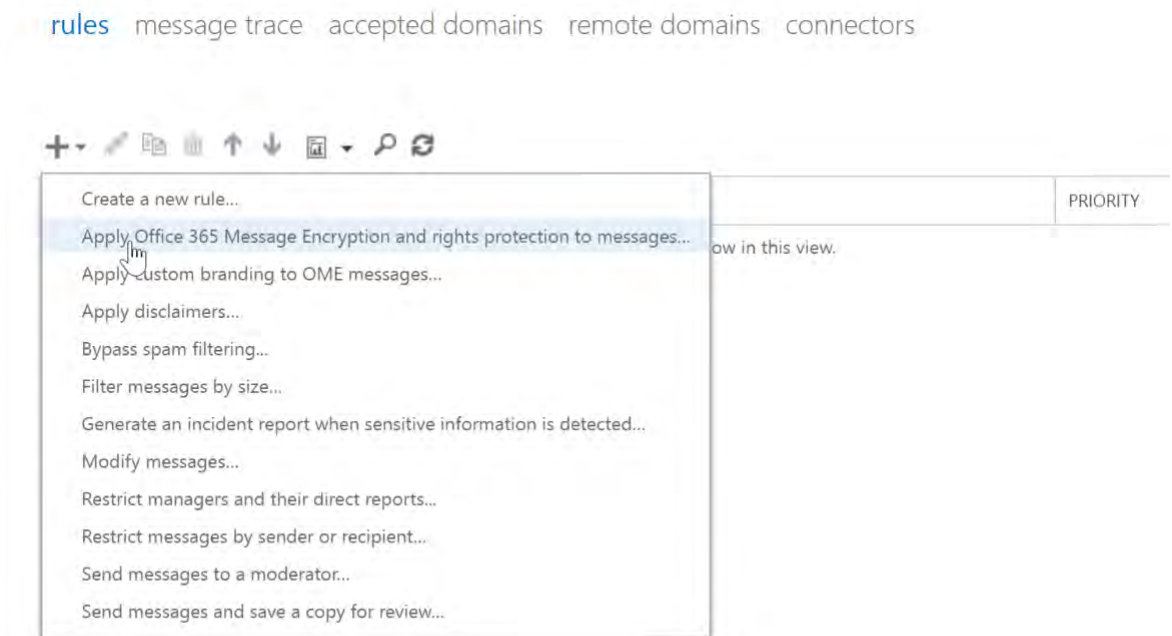 rules message trace accepted domains remote domains connectors
PRIORITY
Create a new rule...
Apply Office 365 Message Encryption and rights protection to messages...
ow in this view.
Apply custom branding to OME messages...
Apply disclaimers...
Bypass spam filtering...
Filter messages by size...
Generate an incident report when sensitive information is detected...
Modify messages...
Restrict managers and their direct reports...
Restrict messages by sender or recipient...
Send messages to a moderator...
Send messages and save a copy for review...